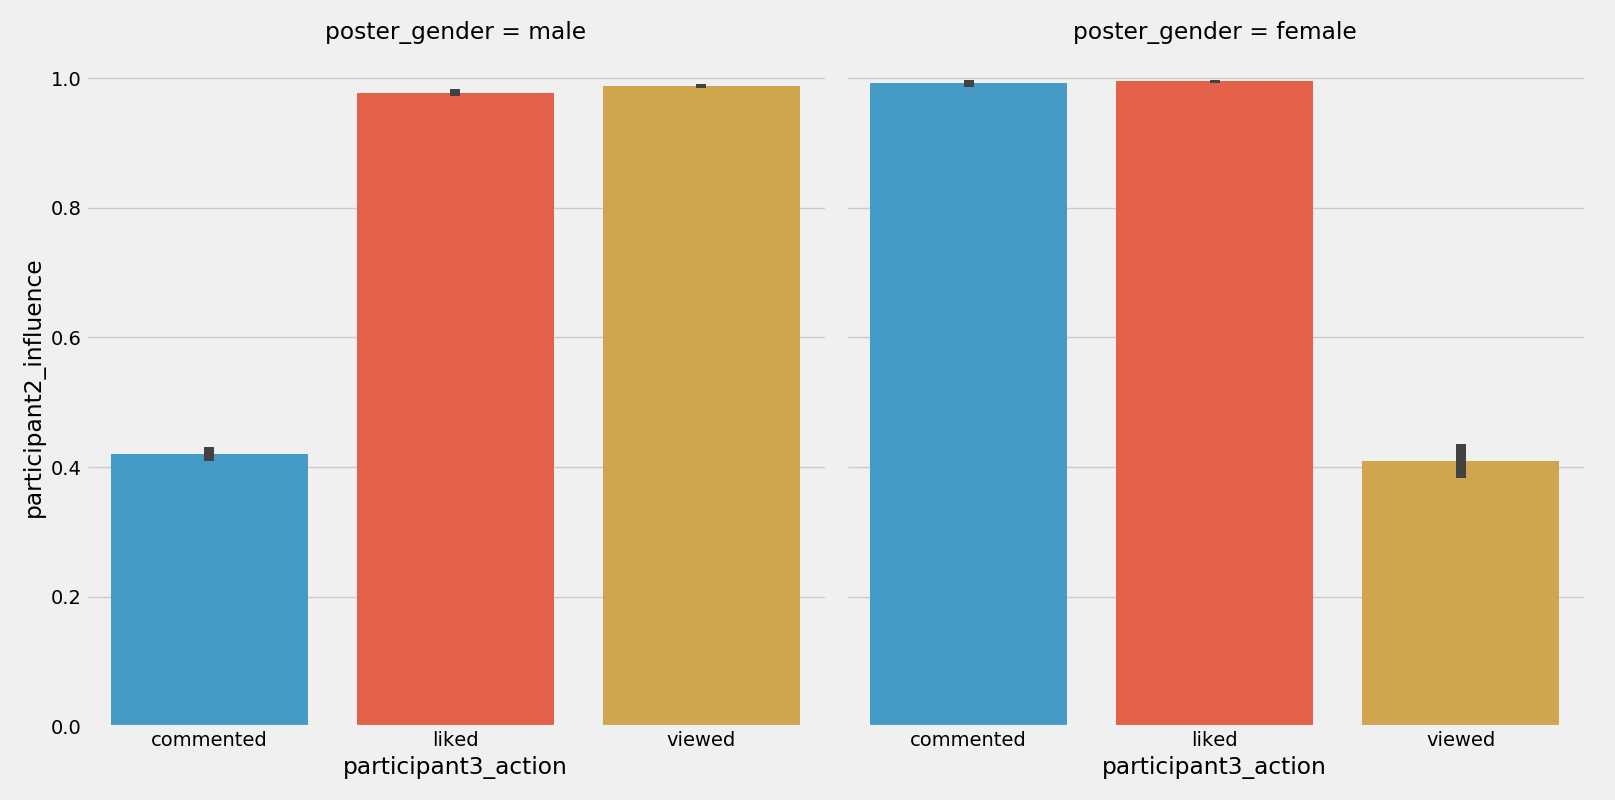 poster_gender = male
poster_gender = female
participant2_influence
1.0
0.8
0.6
0.4
0.2
0.0
commented liked viewed
commented liked viewed
participant3_action
participant3_action